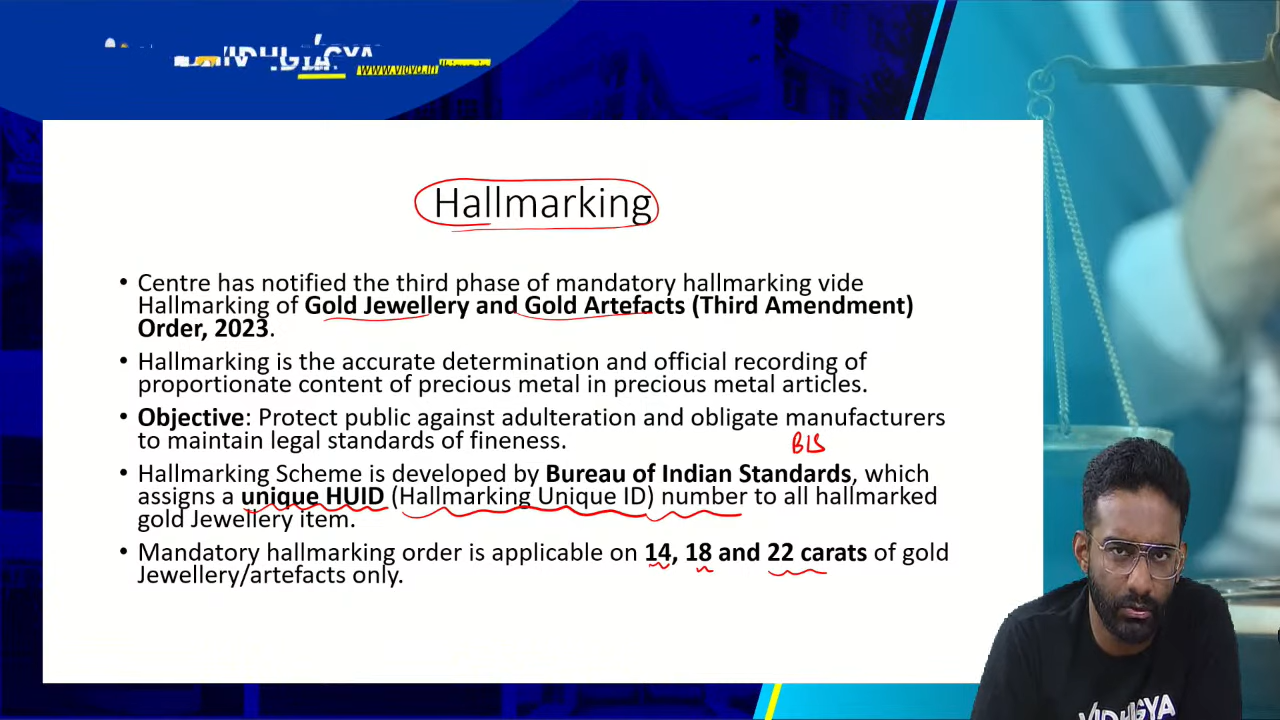 www.vidya.in
Hallmarking
• Centre has notified the third phase of mandatory hallmarking vide
Hallmarking of Gold Jewellery and Gold Artefacts (Third Amendment)
Order, 2023.
• Hallmarking is the accurate determination and official recording of
proportionate content of precious metal in precious metal articles.
• Objective: Protect public against adulteration and obligate manufacturers
to maintain legal standards of fineness.
BIS
• Hallmarking Scheme is developed by Bureau of Indian Standards, which
assigns a unique HUID (Hallmarking Unique ID) number to all hallmarked
gold Jewellery item.
• Mandatory hallmarking order is applicable on 14, 18 and 22 carats of gold
Jewellery/artefacts only.
VIDHIGYA